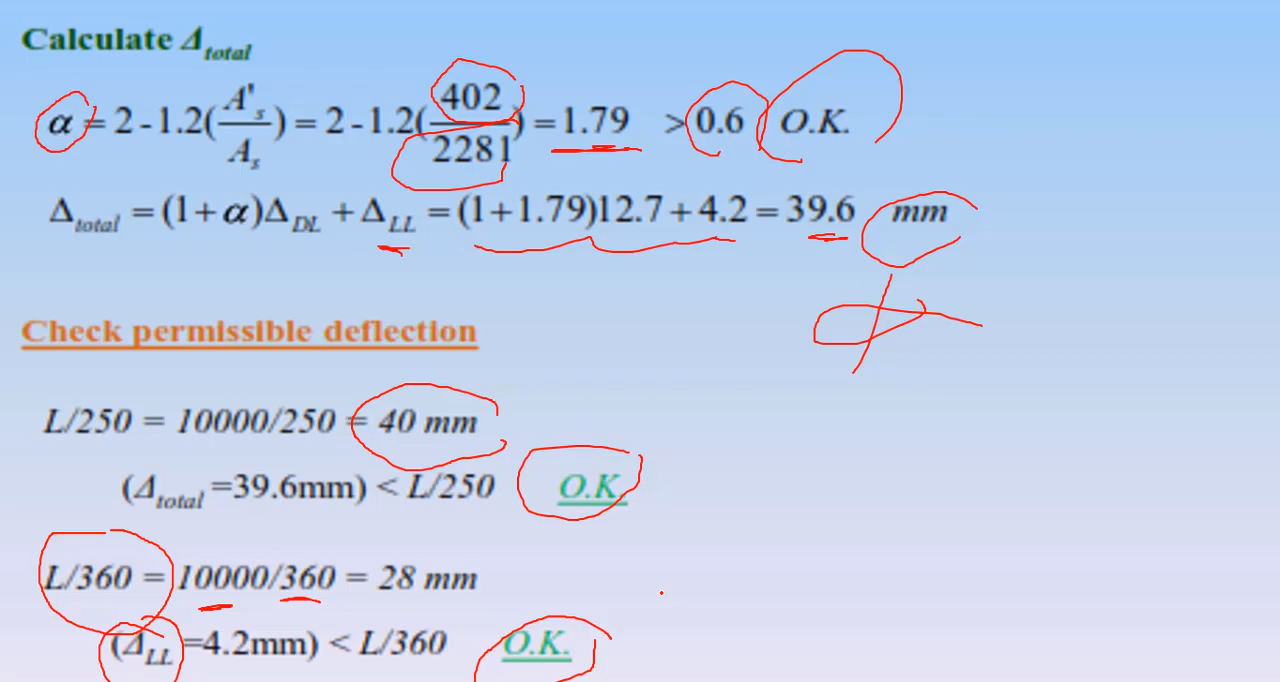 Calculate Δtotal
α = 2 - 1.2(A's/As) = 2 - 1.2(402/2281) = 1.79 > 0.6 O.K.
Δtotal = (1+α)ΔDL + ΔLL = (1+1.79)12.7+4.2 = 39.6 mm
Check permissible deflection
L/250 = 10000/250 = 40 mm
(Δtotal =39.6mm) < L/250 O.K.
L/360 = 10000/360 = 28 mm
(ΔLL =4.2mm) < L/360 O.K.